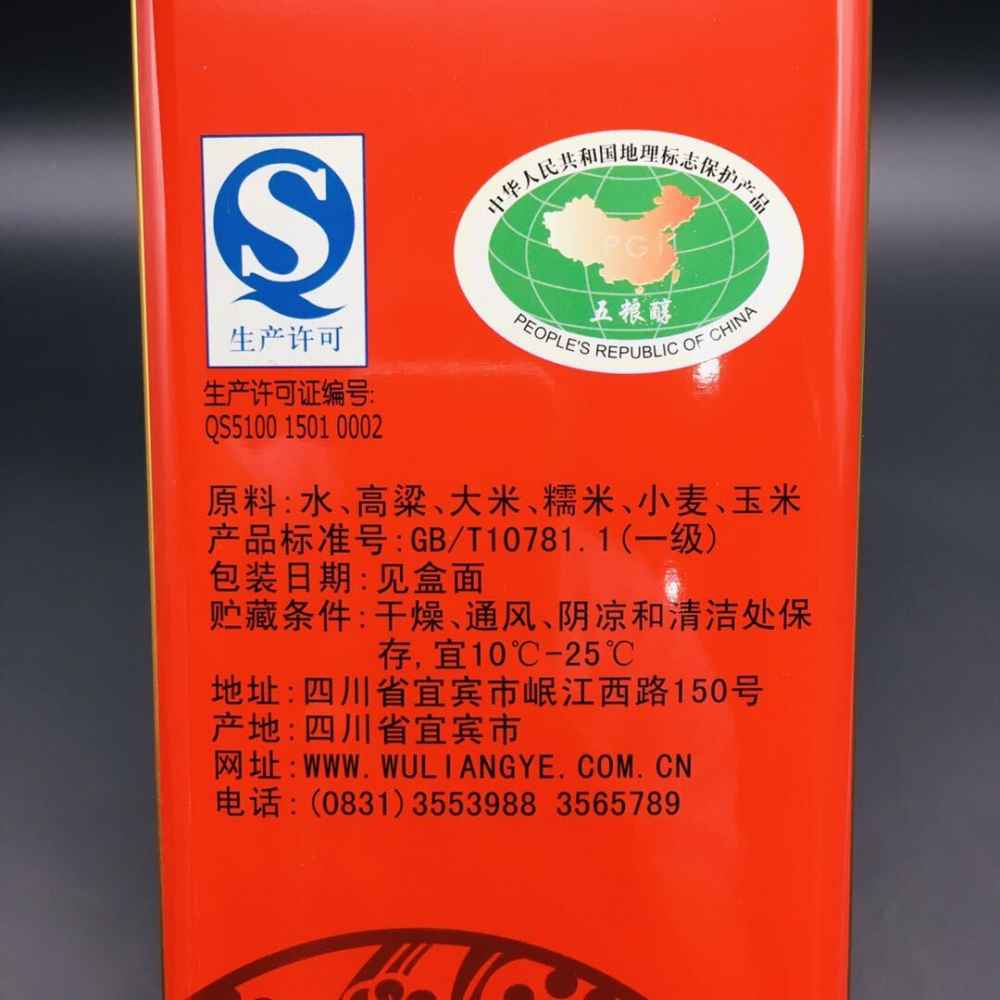 生产许可
中华人民共和国地理标志保护产品
PGI
五粮醇
PEOPLE'S REPUBLIC OF CHINA
生产许可证编号:
QS5100 1501 0002
原料:水、高粱、大米、糯米、小麦、玉米
产品标准号:GB/T10781.1(一级)
包装日期:见盒面
贮藏条件:干燥、通风、阴凉和清洁处保
存,宜10℃-25℃
地址:四川省宜宾市岷江西路150号
产地:四川省宜宾市
网址:WWW.WULIANGYE.COM.CN
电话:(0831)3553988 3565789